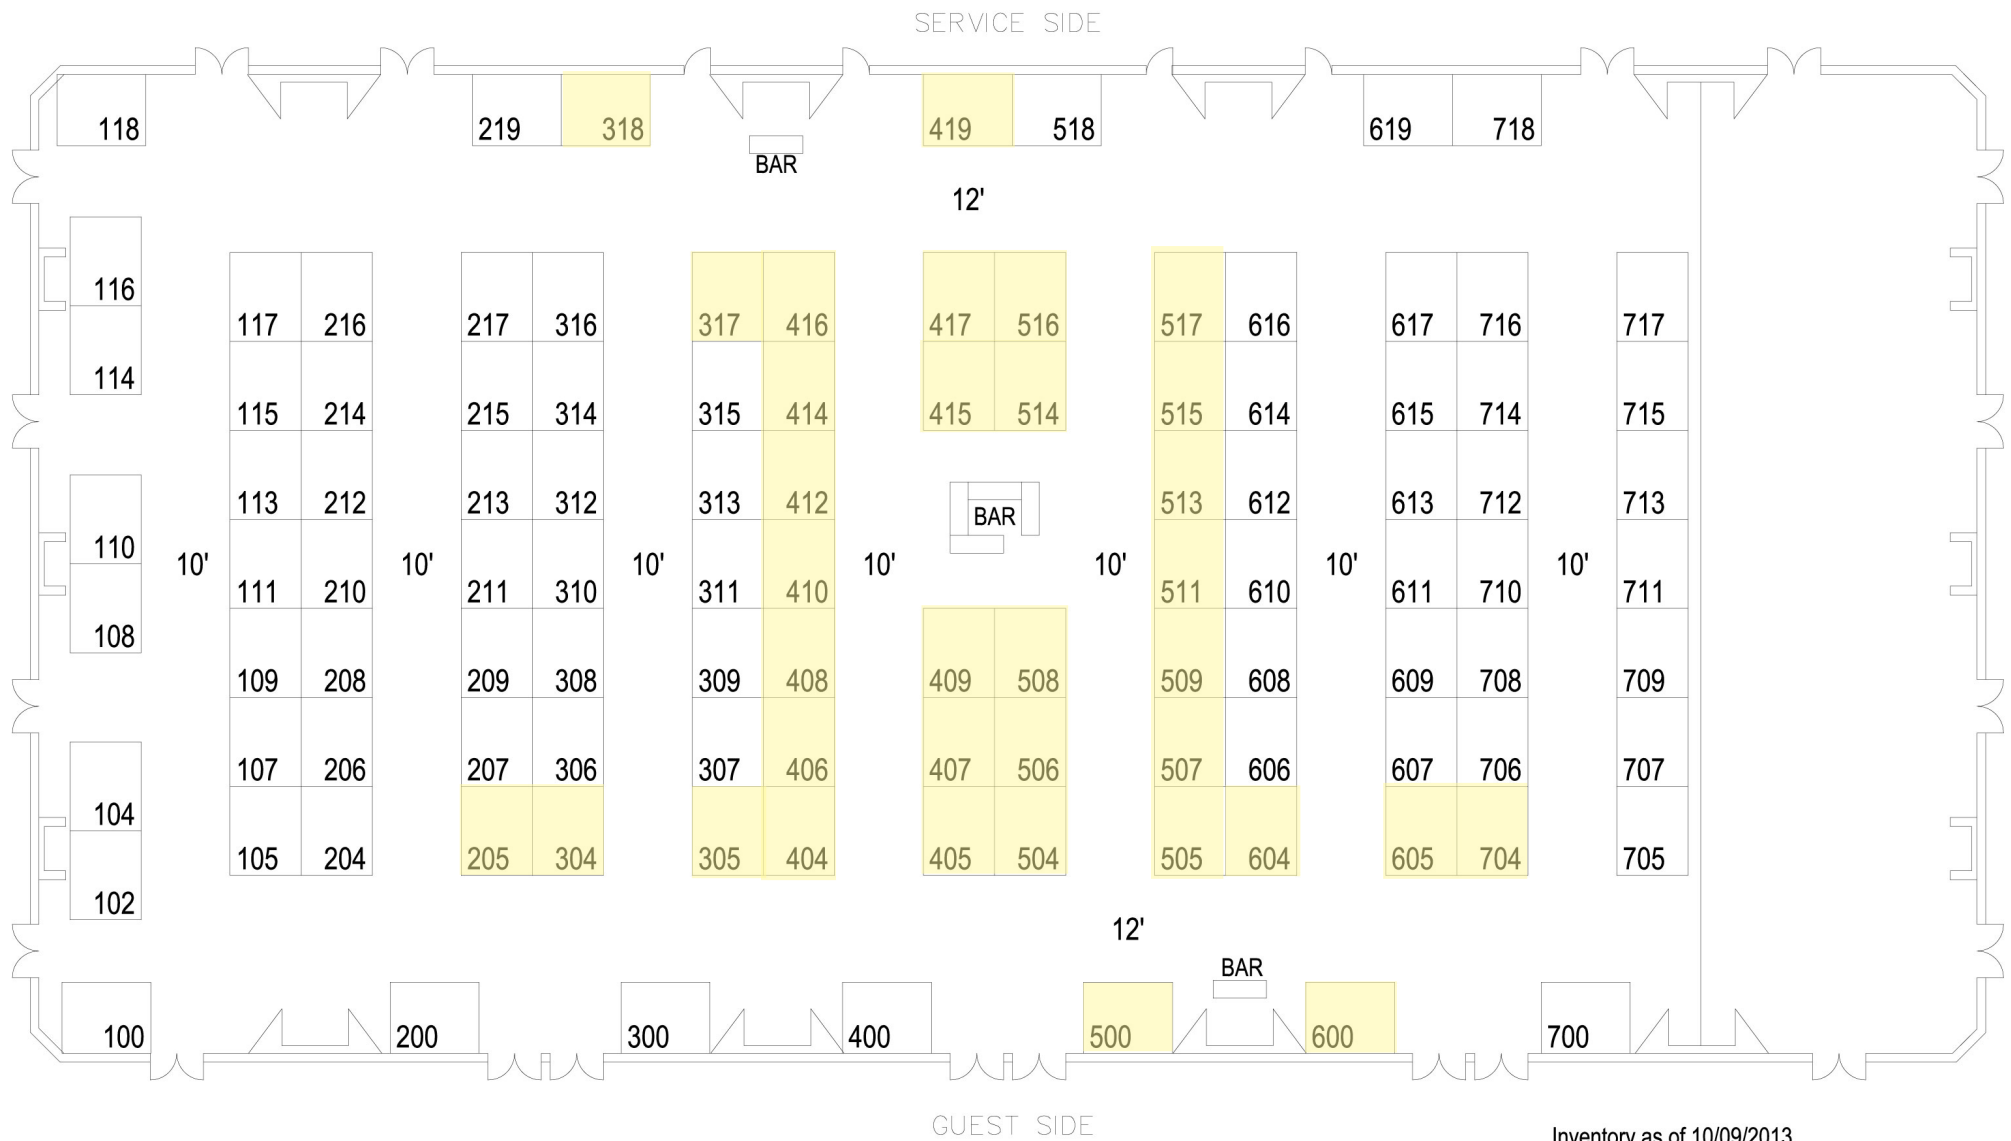 SERVICE SIDE
118 219 318 419 518 619 718
BAR
12'
116
117 216 217 316 317 416 417 516 517 616 617 716 717
114
115 214 215 314 315 414 415 514 515 614 615 714 715
113 212 213 312 313 412 BAR 513 612 613 712 713
110
10' 10' 10' 10' 10' 10' 10'
111 210 211 310 311 410 511 610 611 710 711
108
109 208 209 308 309 408 409 508 509 608 609 708 709
107 206 207 306 307 406 407 506 507 606 607 706 707
104
105 204 205 304 305 404 405 504 505 604 605 704 705
102
12'
BAR
100 200 300 400 500 600 700
GUEST SIDE
Inventory as of 10/09/2013